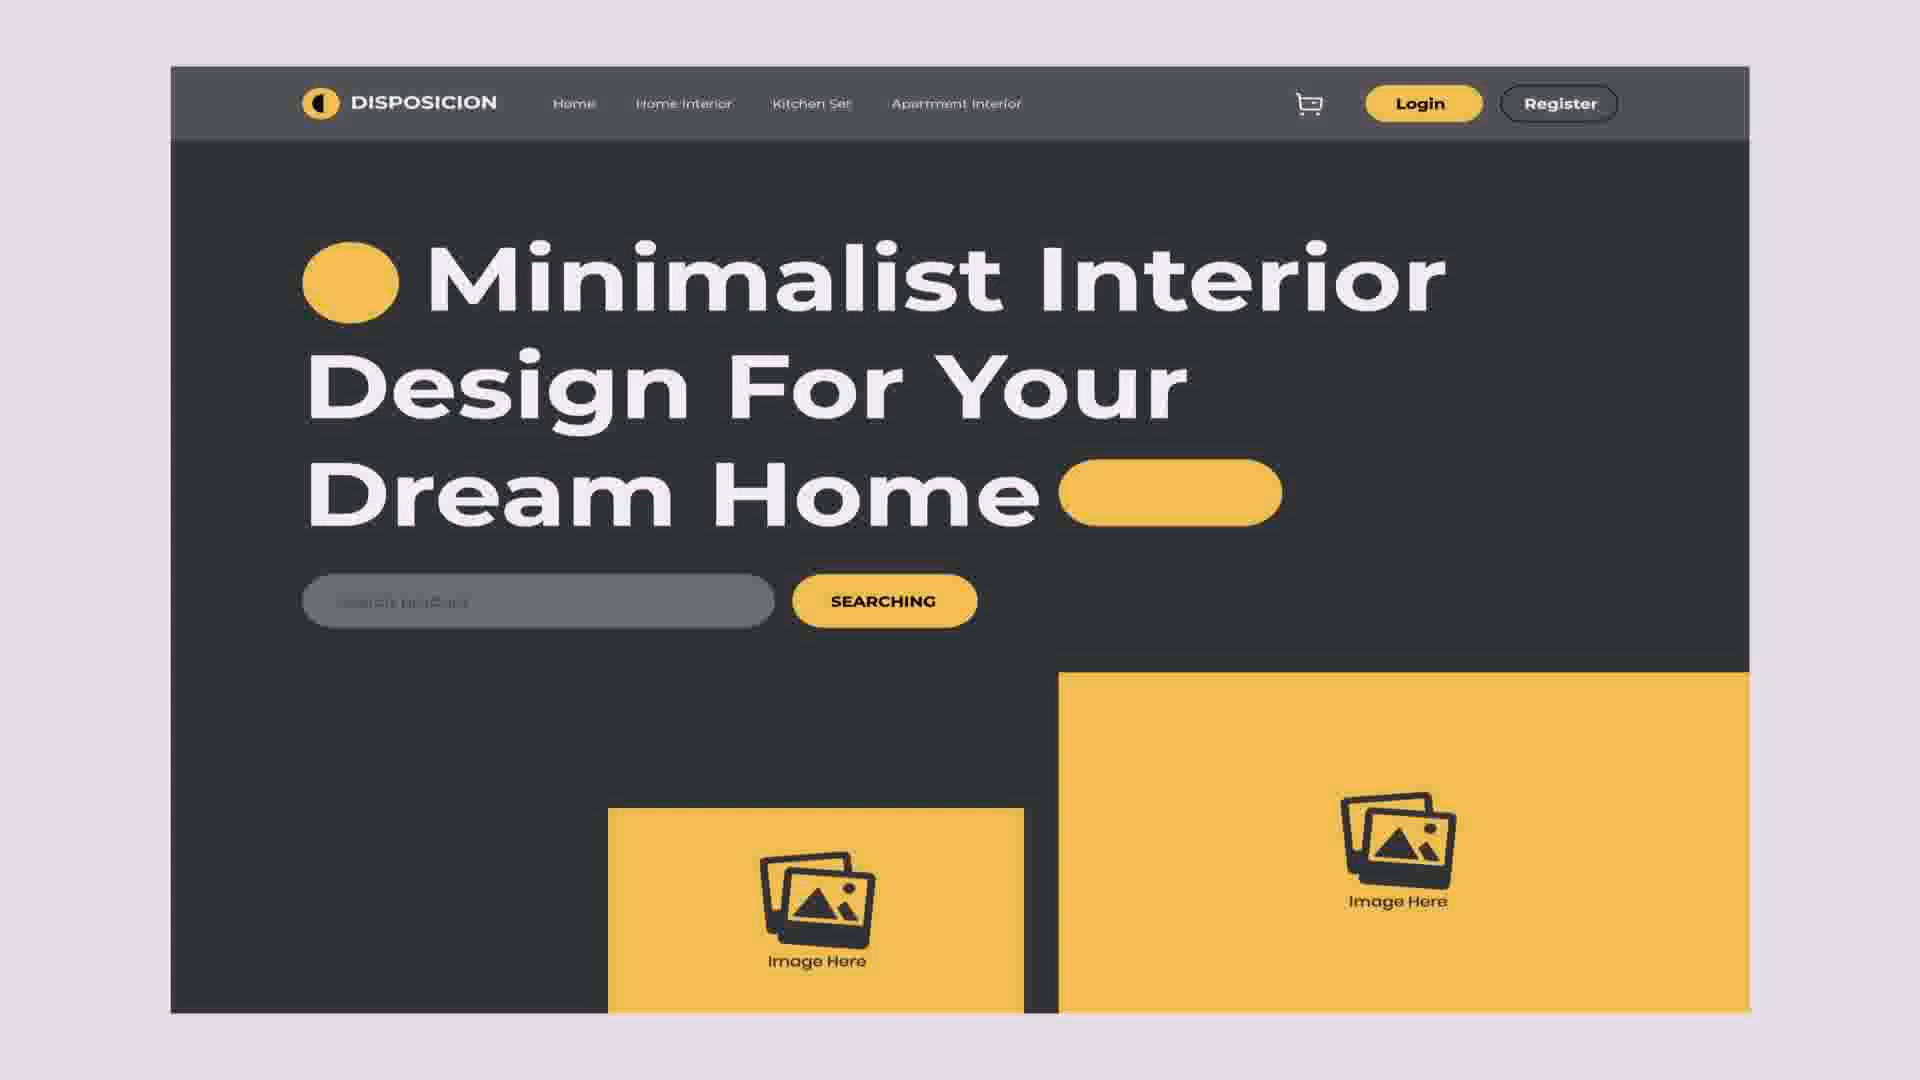 DISPOSICION
Home
Home Interior
Kitchen Set
Apartment Interior
Login
Register
Minimalist Interior
Design For Your
Dream Home
SEARCHING
Image Here
Image Here